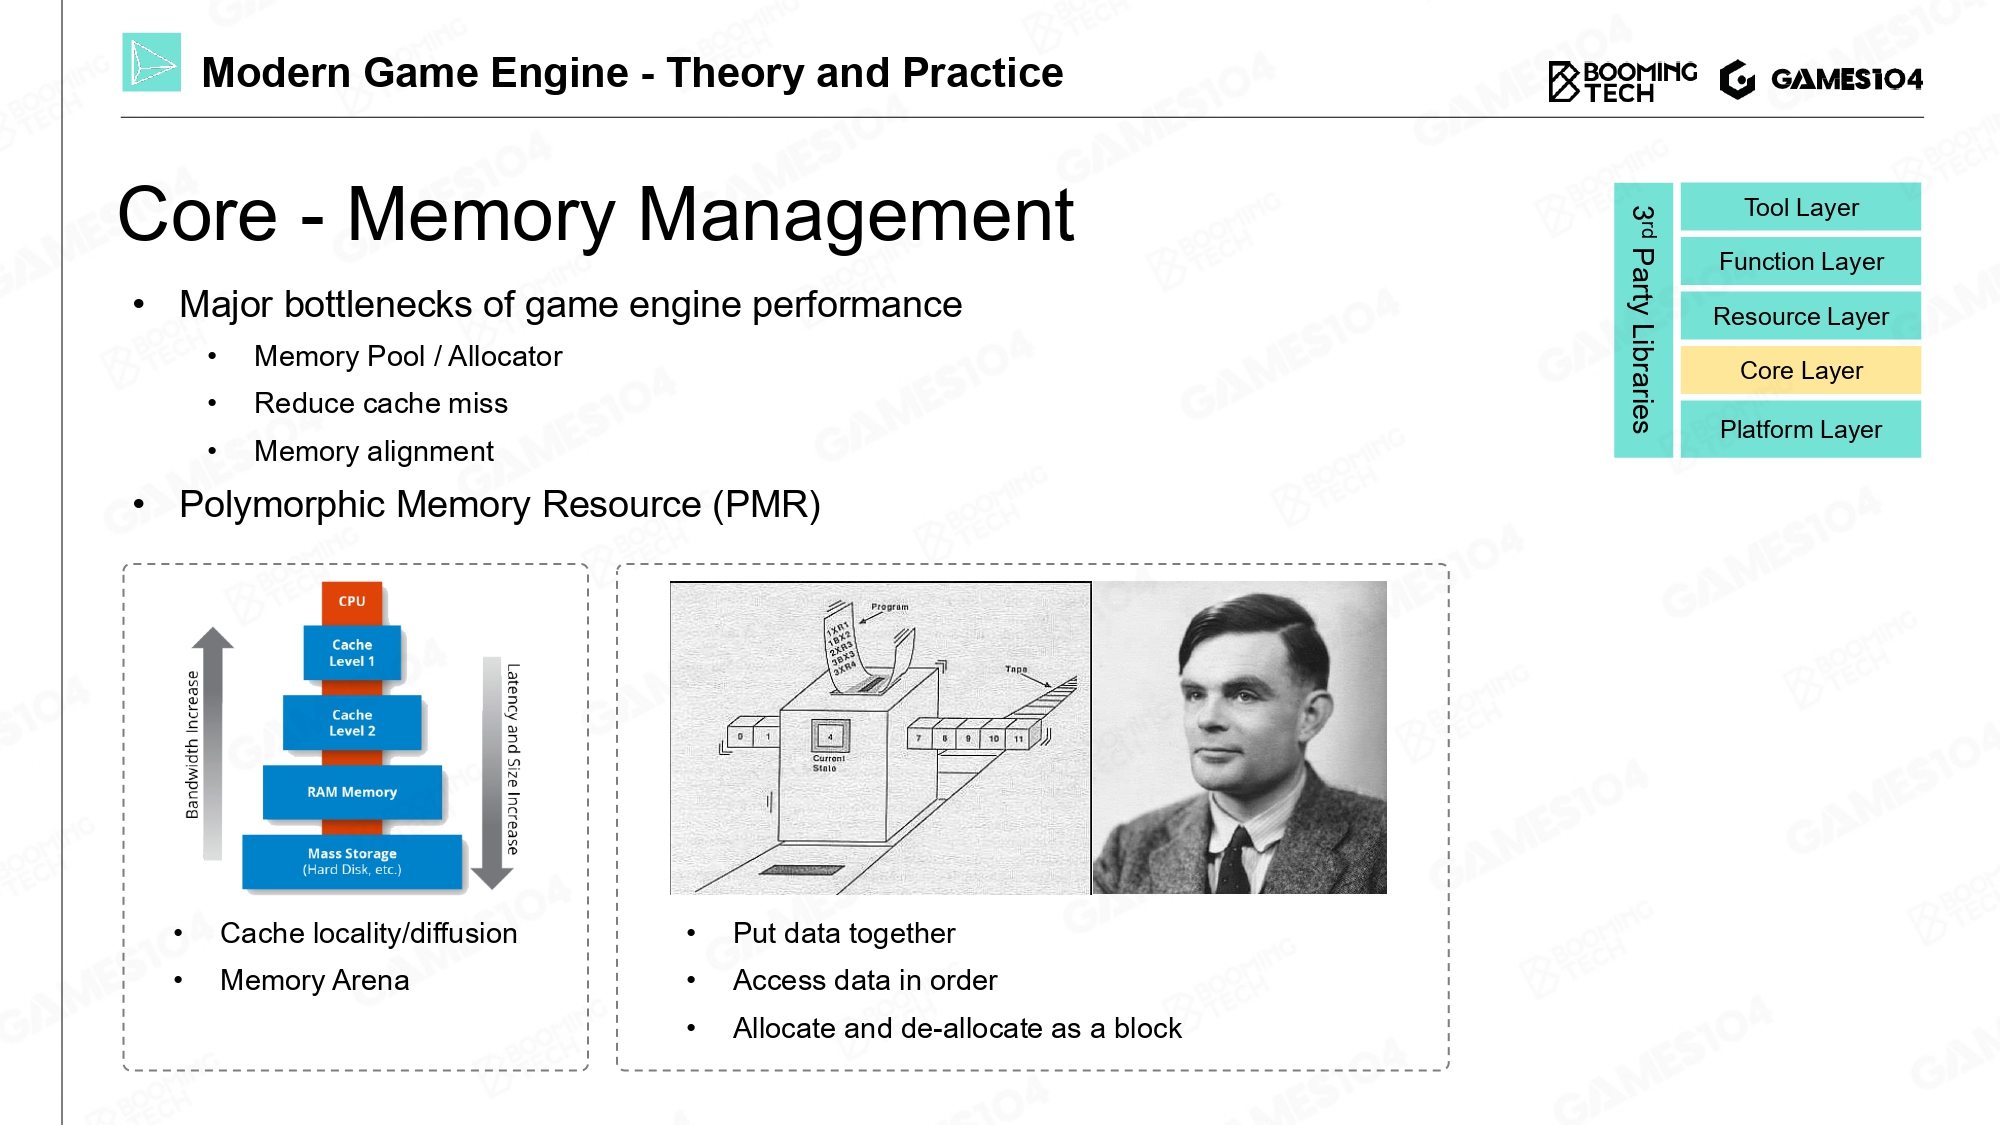 Modern Game Engine - Theory and Practice
BOOMING
TECH
GAMES104
Core - Memory Management
• Major bottlenecks of game engine performance
• Memory Pool / Allocator
• Reduce cache miss
• Memory alignment
• Polymorphic Memory Resource (PMR)
3rd Party Libraries
Tool Layer
Function Layer
Resource Layer
Core Layer
Platform Layer
Bandwidth Increase
CPU
Cache
Level 1
Cache
Level 2
RAM Memory
Mass Storage
(Hard Disk, etc.)
Latency and Size Increase
• Cache locality/diffusion
• Memory Arena
Program
1XR1
1BX2
2XR3
3BX3
3XR4
Tape
0 1
4
7 8 9 10 11
Current
State
• Put data together
• Access data in order
• Allocate and de-allocate as a block